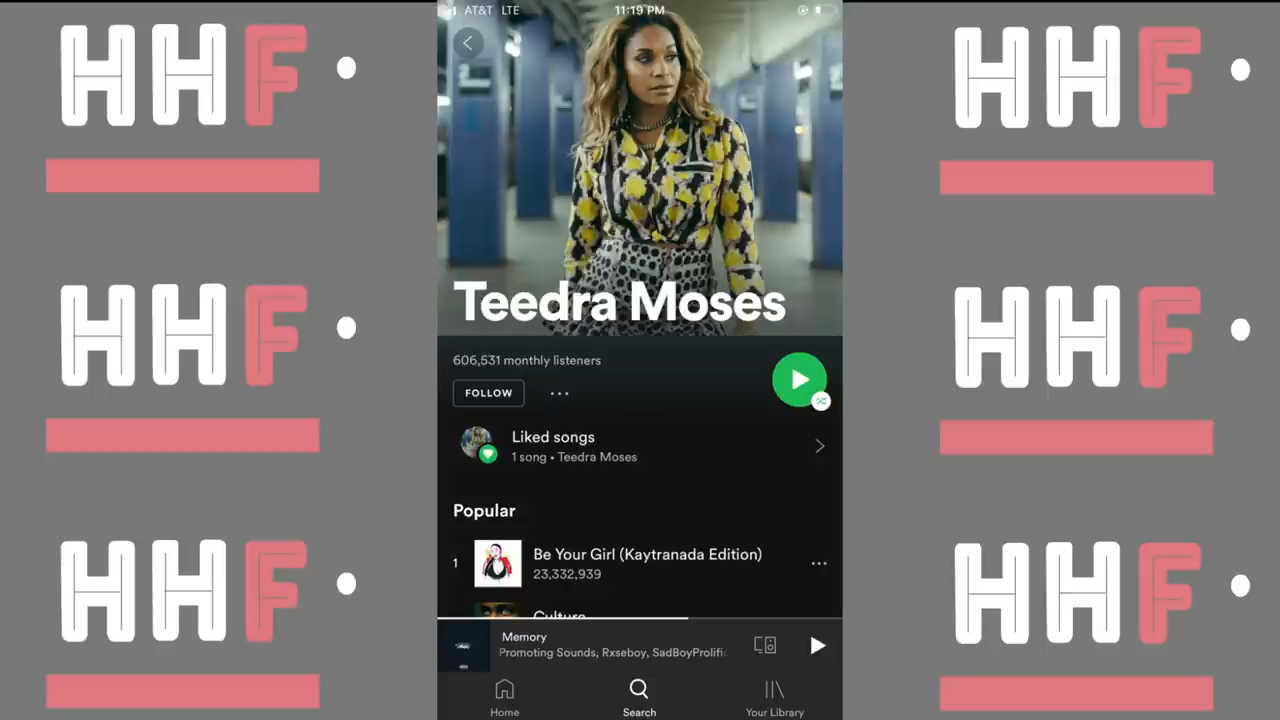 HHF
HHF
AT&T LTE
11:19 PM
Teedra Moses
606,531 monthly listeners
FOLLOW
Liked songs
1 song • Teedra Moses
Popular
1
Be Your Girl (Kaytranada Edition)
23,332,939
Culture
Memory
Promoting Sounds, Rxseboy, SadBoyProlifi
Home
Search
Your Library
HHF
HHF
HHF
HHF